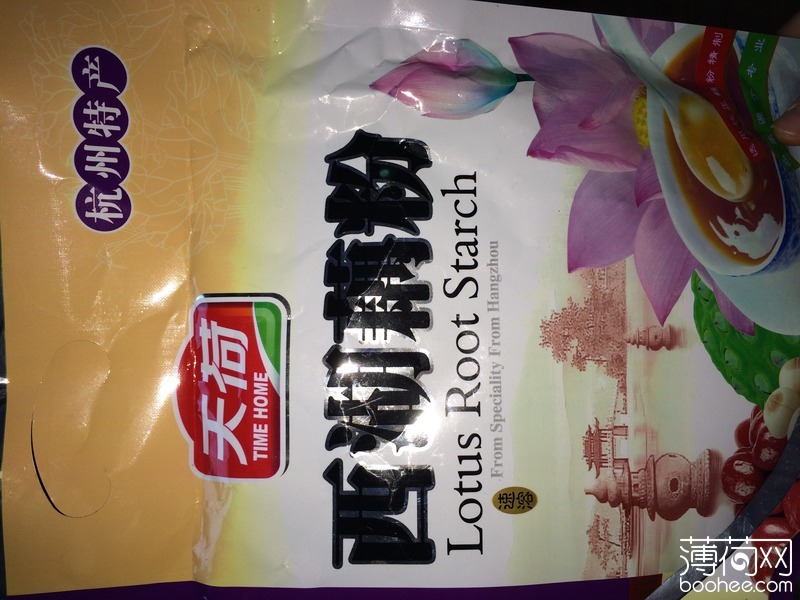 杭州特产
天荷
TIME HOME
西湖藕粉
Lotus Root Starch
From Speciality From Hangzhou
速溶
薄荷网
boohee.com